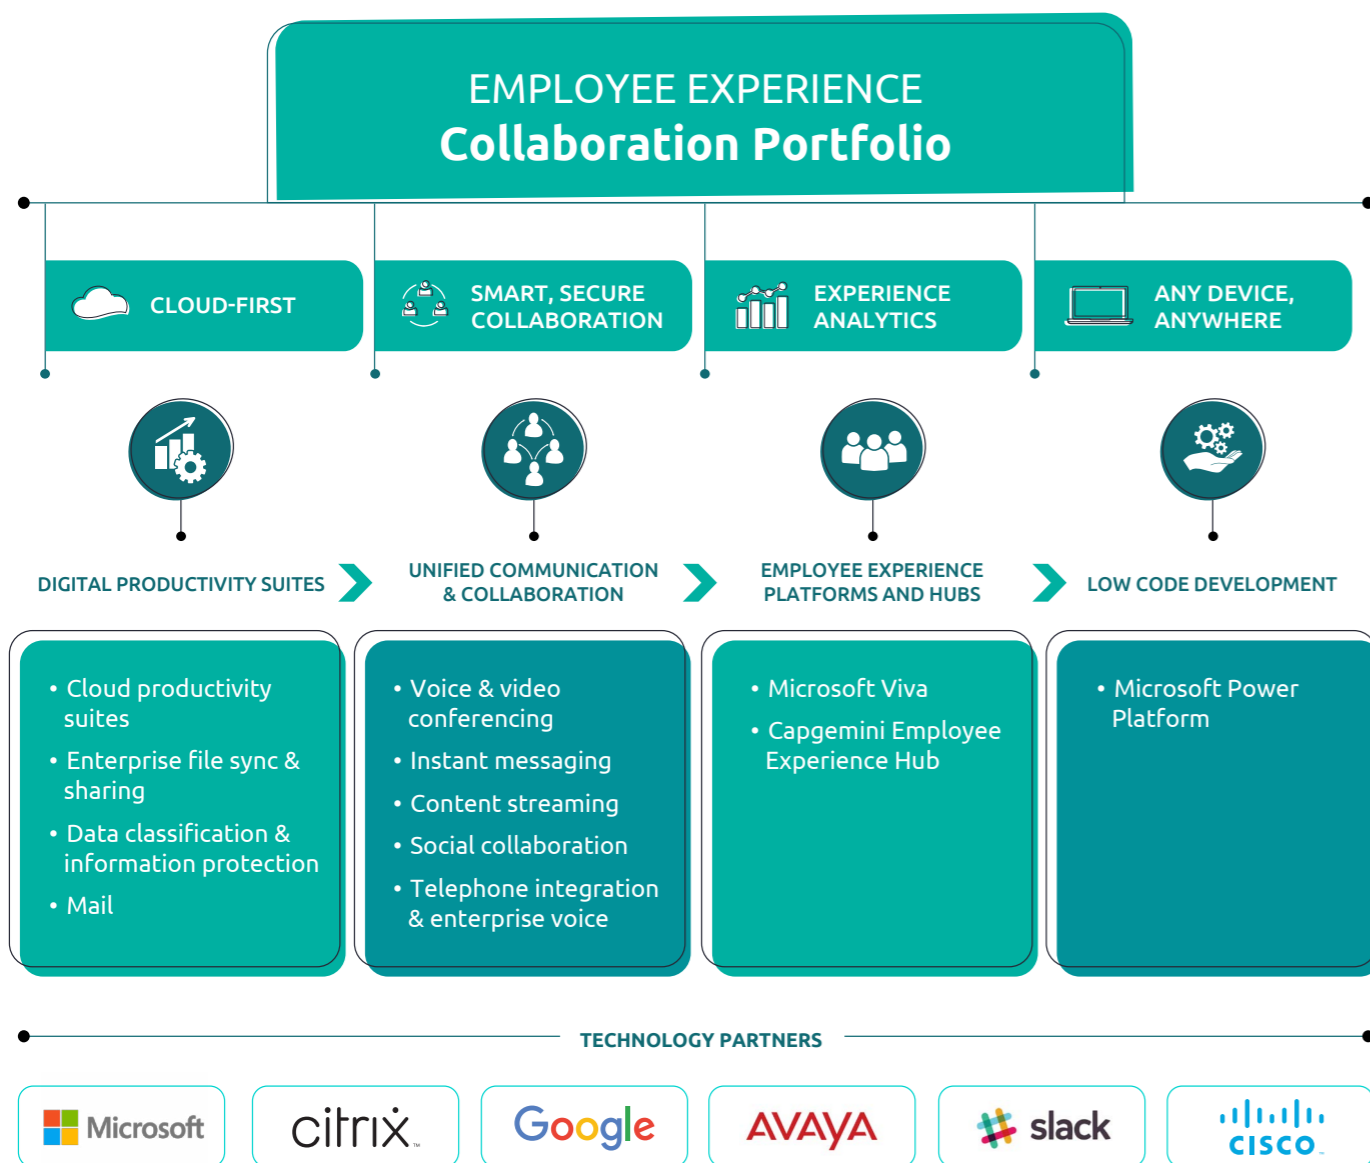 EMPLOYEE EXPERIENCE
Collaboration Portfolio
CLOUD-FIRST
SMART, SECURE
COLLABORATION
EXPERIENCE
ANALYTICS
ANY DEVICE,
ANYWHERE
DIGITAL PRODUCTIVITY SUITES
UNIFIED COMMUNICATION
& COLLABORATION
EMPLOYEE EXPERIENCE
PLATFORMS AND HUBS
LOW CODE DEVELOPMENT
• Cloud productivity
suites
• Enterprise file sync &
sharing
• Data classification &
information protection
• Mail
• Voice & video
conferencing
• Instant messaging
• Content streaming
• Social collaboration
• Telephone integration
& enterprise voice
• Microsoft Viva
• Capgemini Employee
Experience Hub
• Microsoft Power
Platform
TECHNOLOGY PARTNERS
Microsoft
citrix
Google
AVAYA
slack
CISCO